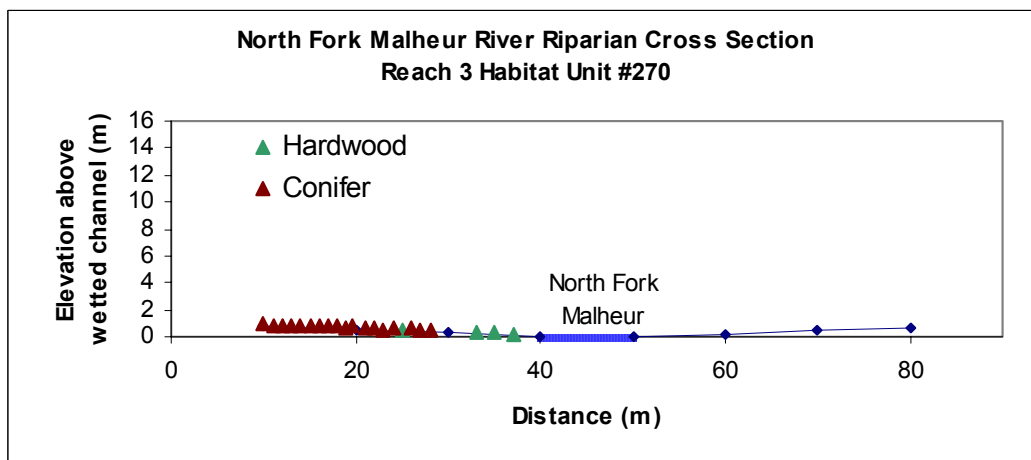 North Fork Malheur River Riparian Cross Section
Reach 3 Habitat Unit #270
Elevation above
wetted channel (m)
16
14
12
10
8
6
4
2
0
Hardwood
Conifer
North Fork
Malheur
0 20 40 60 80
Distance (m)